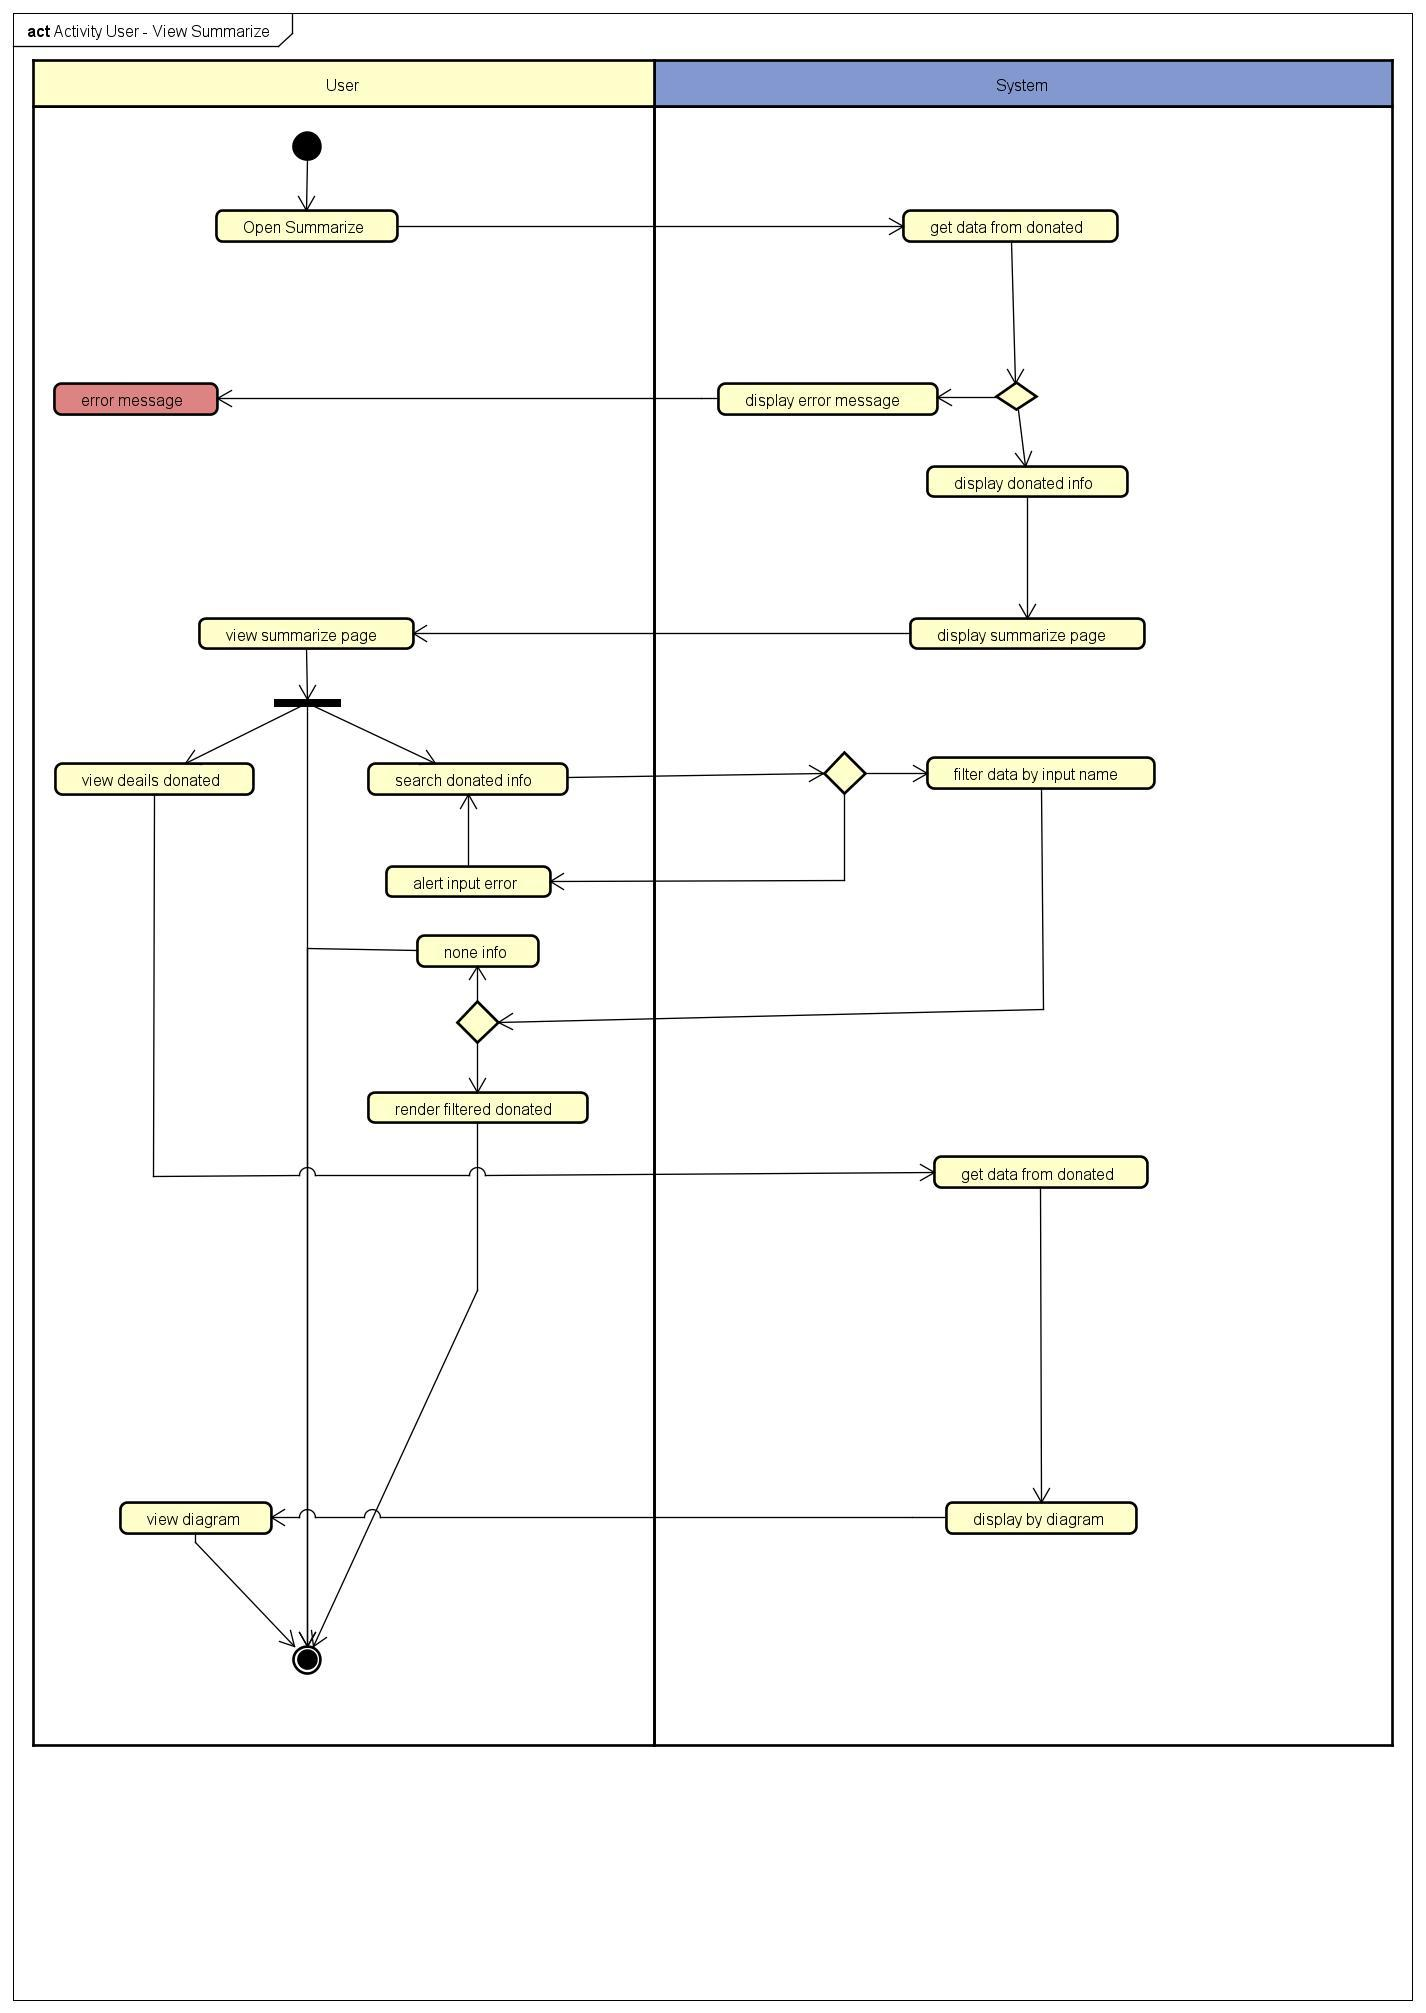 act Activity User - View Summarize
User
System
Open Summarize
get data from donated
error message
display error message
display donated info
view summarize page
display summarize page
view deails donated
search donated info
filter data by input name
alert input error
none info
render filtered donated
get data from donated
view diagram
display by diagram